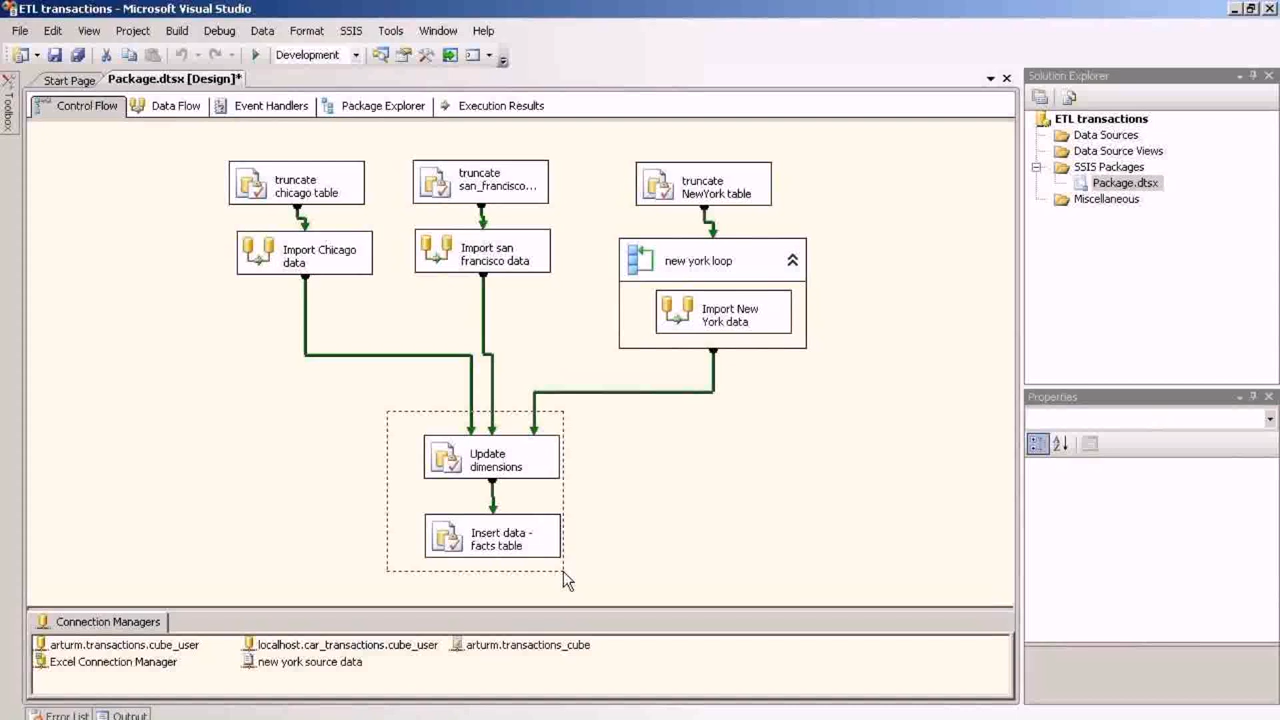 ETL transactions - Microsoft Visual Studio
File Edit View Project Build Debug Data Format SSIS Tools Window Help
Development
Start Page Package.dtsx [Design]*
Control Flow Data Flow Event Handlers Package Explorer Execution Results
Toolbox
truncate
chicago table
truncate
san_francisco...
truncate
NewYork table
Import Chicago
data
Import san
francisco data
new york loop
Import New
York data
Update
dimensions
Insert data -
facts table
Connection Managers
arturm.transactions.cube_user localhost.car_transactions.cube_user arturm.transactions_cube
Excel Connection Manager new york source data
Error List Output
Solution Explorer
ETL transactions
Data Sources
Data Source Views
SSIS Packages
Package.dtsx
Miscellaneous
Properties